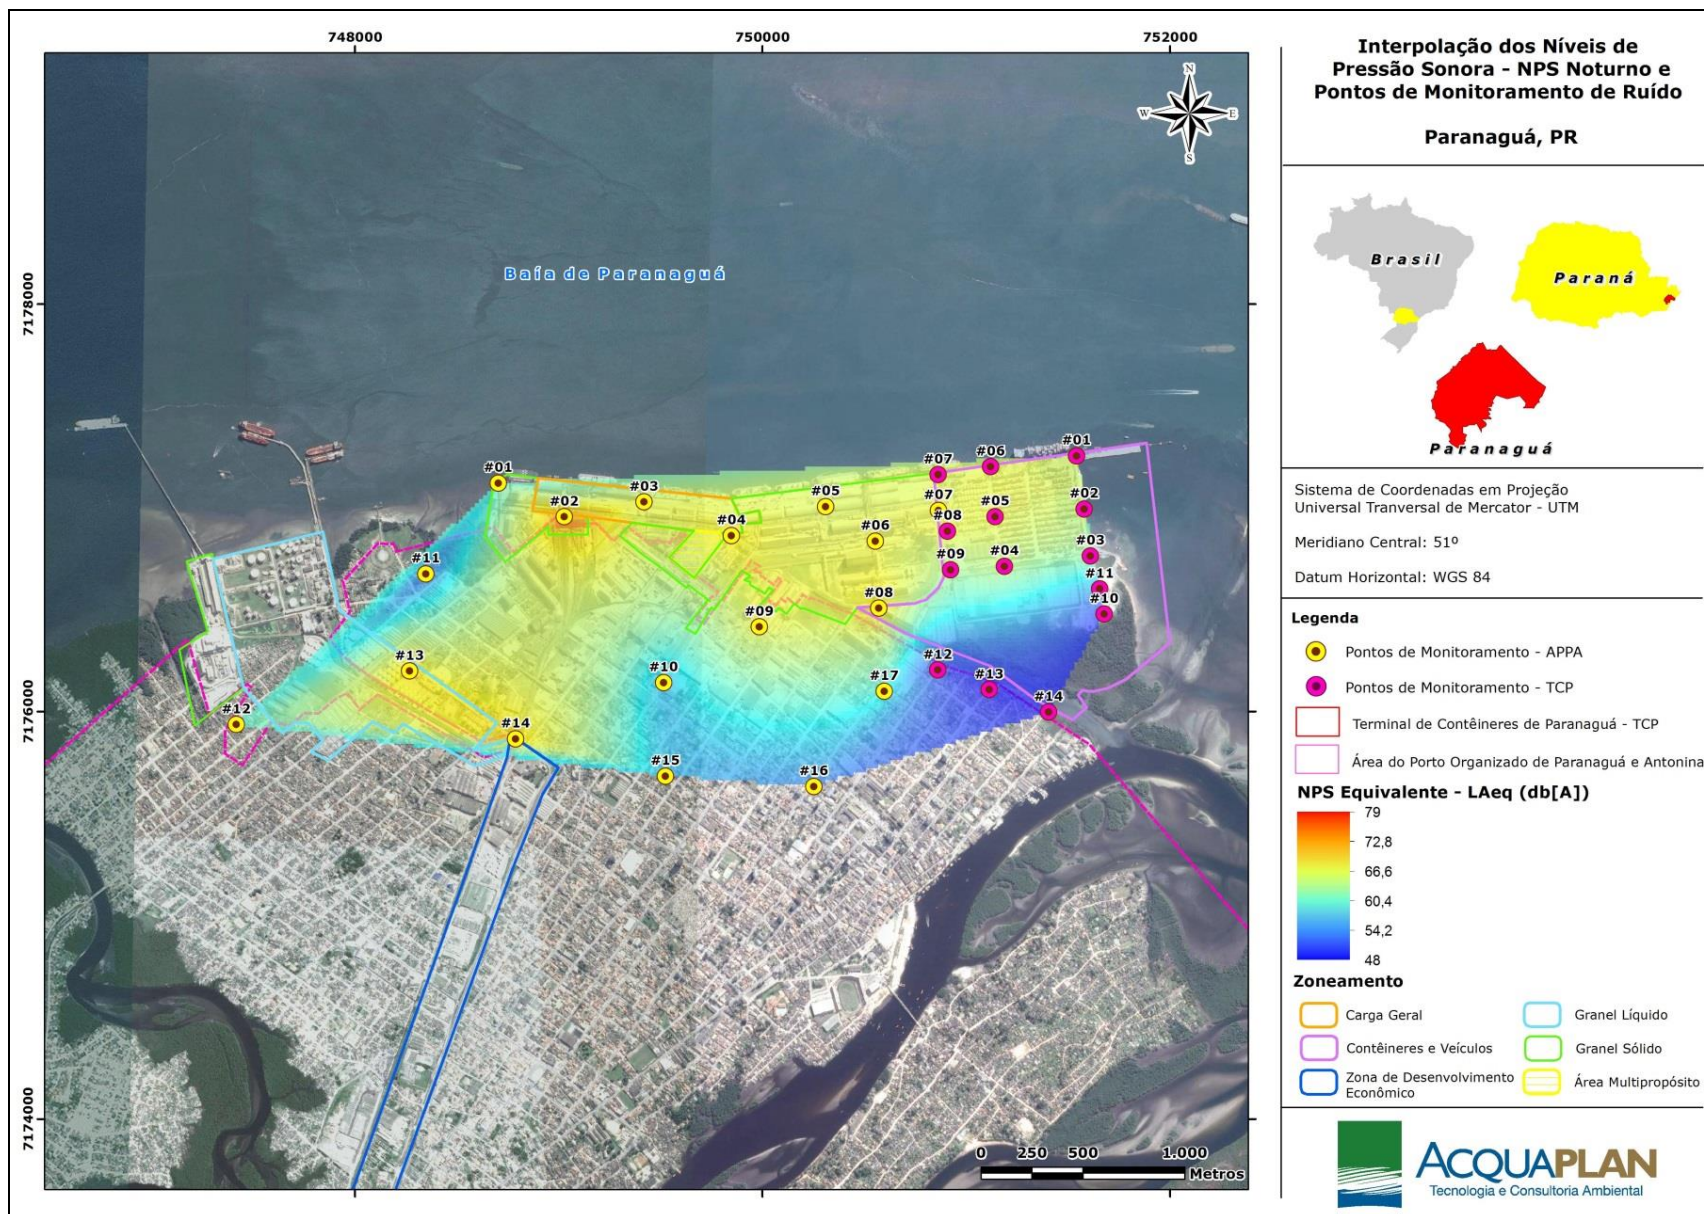 748000
750000
752000
7178000
7176000
7174000
N
W
E
S
Baía de Paranaguá
#01
#06
#07
#01
#03
#02
#05
#07
#05
#02
#04
#06
#08
#03
#11
#09
#04
#11
#08
#10
#09
#13
#10
#12
#17
#13
#12
#14
#14
#15
#16
0
250
500
1.000
Metros
Interpolação dos Níveis de
Pressão Sonora - NPS Noturno e
Pontos de Monitoramento de Ruído
Paranaguá, PR
Brasil
Paraná
Paranaguá
Sistema de Coordenadas em Projeção
Universal Tranversal de Mercator - UTM
Meridiano Central: 51º
Datum Horizontal: WGS 84
Legenda
Pontos de Monitoramento - APPA
Pontos de Monitoramento - TCP
Terminal de Contêineres de Paranaguá - TCP
Área do Porto Organizado de Paranaguá e Antonina
NPS Equivalente - LAeq (db[A])
79
72,8
66,6
60,4
54,2
48
Zoneamento
Carga Geral
Granel Líquido
Contêineres e Veículos
Granel Sólido
Zona de Desenvolvimento
Econômico
Área Multipropósito
ACQUAPLAN
Tecnologia e Consultoria Ambiental